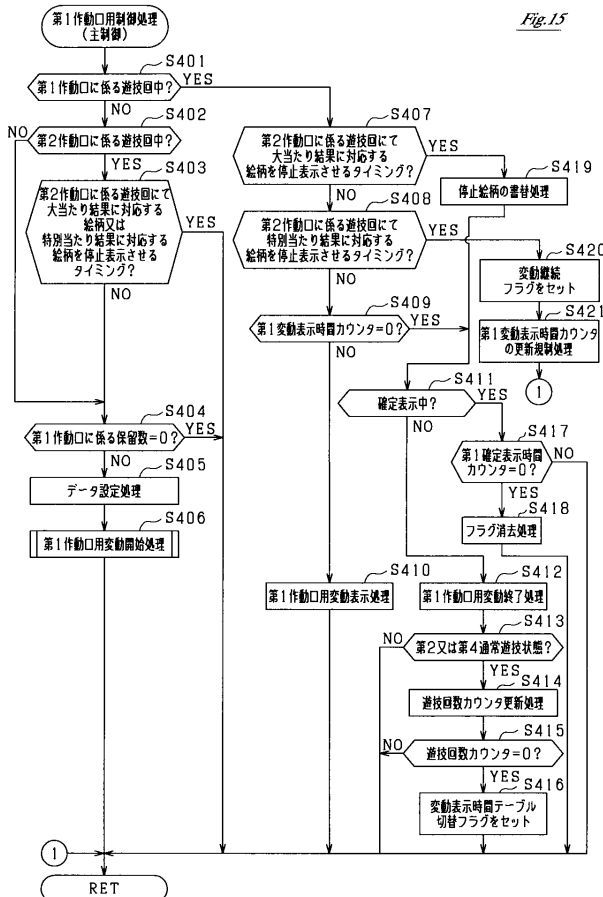 Fig.15
第1作動口用制御処理
(主制御)
S401
第1作動口に係る遊技回中?
YES
NO
S402
第2作動口に係る遊技回中?
NO
YES
S403
第2作動口に係る遊技回にて
大当たり結果に対応する
絵柄又は
特別当たり結果に対応する
絵柄を停止表示させる
タイミング?
YES
NO
S404
第1作動口に係る保留数=0?
YES
NO
S405
データ設定処理
S406
第1作動口用変動開始処理
S407
第2作動口に係る遊技回にて
大当たり結果に対応する
絵柄を停止表示させるタイミング?
YES
NO
S419
停止絵柄の書替処理
S408
第2作動口に係る遊技回にて
特別当たり結果に対応する
絵柄を停止表示させるタイミング?
YES
NO
S420
変動継続
フラグをセット
S421
第1変動表示時間カウンタ
の更新規制処理
1
S409
第1変動表示時間カウンタ=0?
YES
NO
S411
確定表示中?
YES
NO
S417
第1確定表示時間
カウンタ=0?
NO
YES
S418
フラグ消去処理
S410
第1作動口用変動表示処理
S412
第1作動口用変動終了処理
S413
第2又は第4通常遊技状態?
NO
YES
S414
遊技回数カウンタ更新処理
S415
遊技回数カウンタ=0?
NO
YES
S416
変動表示時間テーブル
切替フラグをセット
1
RET